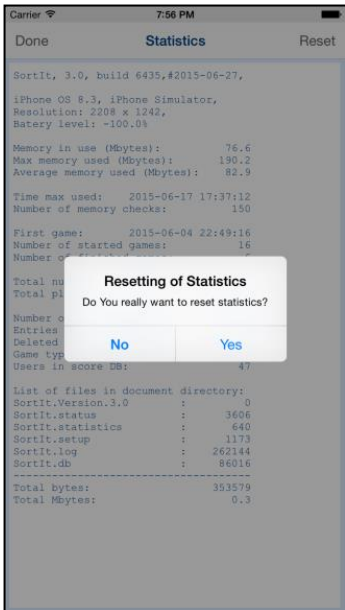 Carrier 7:56 PM
Done Statistics Reset
SortIt, 3.0, build 6435,#2015-06-27,
iPhone OS 8.3, iPhone Simulator,
Resolution: 2208 x 1242,
Batery level: -100.0%
Memory in use (Mbytes): 76.6
Max memory used (Mbytes): 190.2
Average memory used (Mbytes): 82.9
Time max used: 2015-06-17 17:37:12
Number of memory checks: 150
First game: 2015-06-04 22:49:16
Number of started games: 16
Number of finished games:
Total
Total
Resetting of Statistics
Do You really want to reset statistics?
No Yes
Number
Entries
Deleted
Game
Users in score DB: 47
List of files in document directory:
SortIt.Version.3.0 : 0
SortIt.status : 3606
SortIt.statistics : 640
SortIt.setup : 1173
SortIt.log : 262144
SortIt.db : 86016
--------------------------------------
Total bytes: 353579
Total Mbytes: 0.3